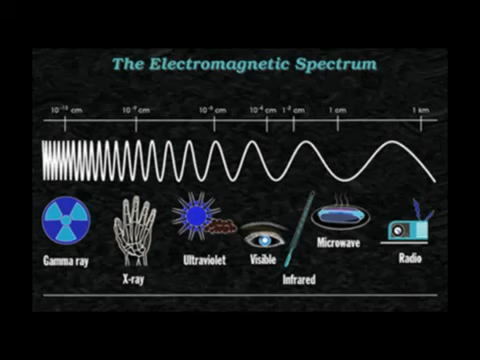 The Electromagnetic Spectrum
1 cm 1 km
Gamma ray
X-ray
Ultraviolet
Visible
Infrared
Microwave
Radio